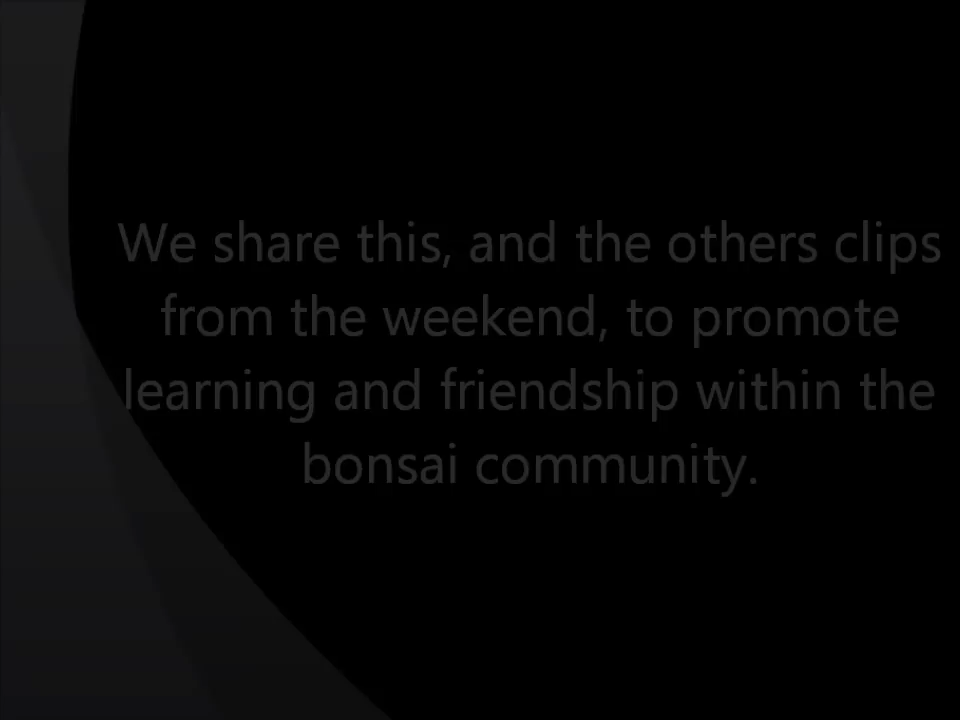 We share this, and the others clips
from the weekend, to promote
learning and friendship within the
bonsai community.